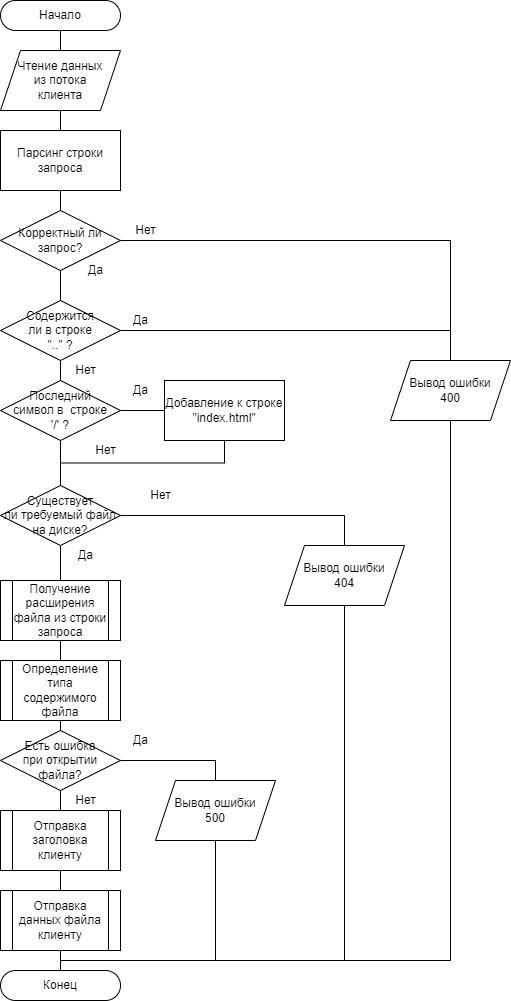 Начало
Чтение данных
из потока
клиента
Парсинг строки
запроса
Корректный ли
запрос?
Нет
Да
Содержится
ли в строке
".." ?
Да
Нет
Вывод ошибки
400
Последний
символ в строке
'/' ?
Да
Добавление к строке
"index.html"
Нет
Существует
ли требуемый файл
на диске?
Нет
Да
Вывод ошибки
404
Получение
расширения
файла из строки
запроса
Определение
типа
содержимого
файла
Есть ошибка
при открытии
файла?
Да
Нет
Вывод ошибки
500
Отправка
заголовка
клиенту
Отправка
данных файла
клиенту
Конец